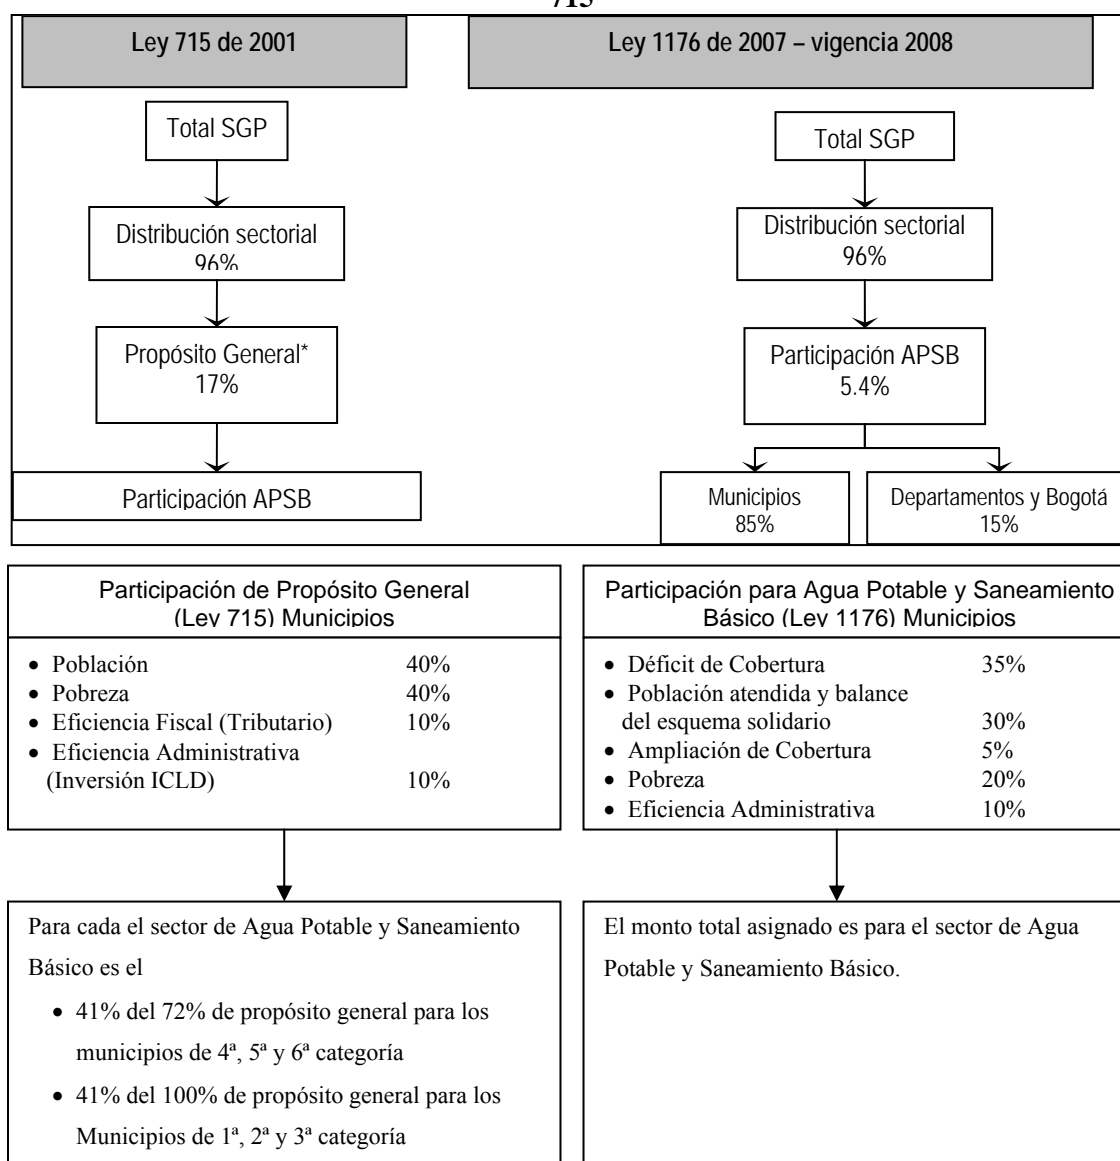 715
Ley 715 de 2001
Ley 1176 de 2007 – vigencia 2008
Total SGP
Distribución sectorial
96%
Propósito General*
17%
Participación APSB
Total SGP
Distribución sectorial
96%
Participación APSB
5.4%
Municipios
85%
Departamentos y Bogotá
15%
Participación de Propósito General
(Ley 715) Municipios
• Población 40%
• Pobreza 40%
• Eficiencia Fiscal (Tributario) 10%
• Eficiencia Administrativa
(Inversión ICLD) 10%
Para cada el sector de Agua Potable y Saneamiento
Básico es el
• 41% del 72% de propósito general para los
municipios de 4ª, 5ª y 6ª categoría
• 41% del 100% de propósito general para los
Municipios de 1ª, 2ª y 3ª categoría
Participación para Agua Potable y Saneamiento
Básico (Ley 1176) Municipios
• Déficit de Cobertura 35%
• Población atendida y balance
del esquema solidario 30%
• Ampliación de Cobertura 5%
• Pobreza 20%
• Eficiencia Administrativa 10%
El monto total asignado es para el sector de Agua
Potable y Saneamiento Básico.